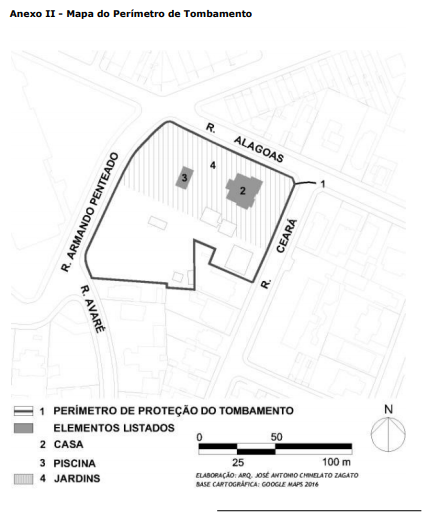 Anexo II - Mapa do Perímetro de Tombamento
R. ALAGOAS
4
3
2
1
R. ARMANDO PENTEADO
R. CEARÁ
R. AVARÉ
1 PERÍMETRO DE PROTEÇÃO DO TOMBAMENTO
ELEMENTOS LISTADOS
2 CASA
3 PISCINA
4 JARDINS
N
0 50
25 100 m
ELABORAÇÃO: ARQ. JOSÉ ANTONIO CHINELATO ZAGATO
BASE CARTOGRÁFICA: GOOGLE MAPS 2016